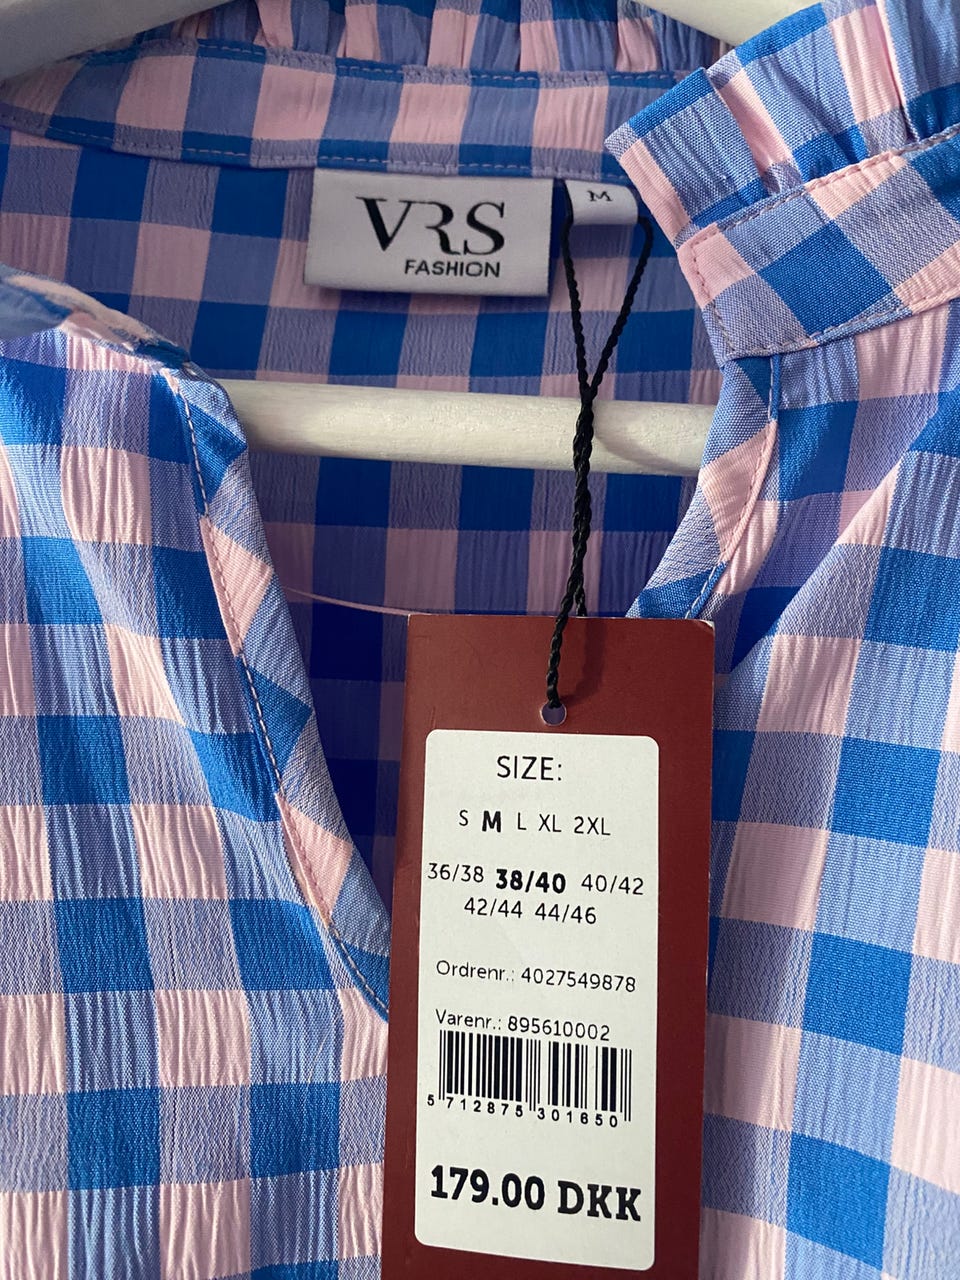 VRS
FASHION
M
SIZE:
S M L XL 2XL
36/38 38/40 40/42
42/44 44/46
Ordrenr.: 4027549878
Varenr.: 895610002
5 712875 301650
179.00 DKK